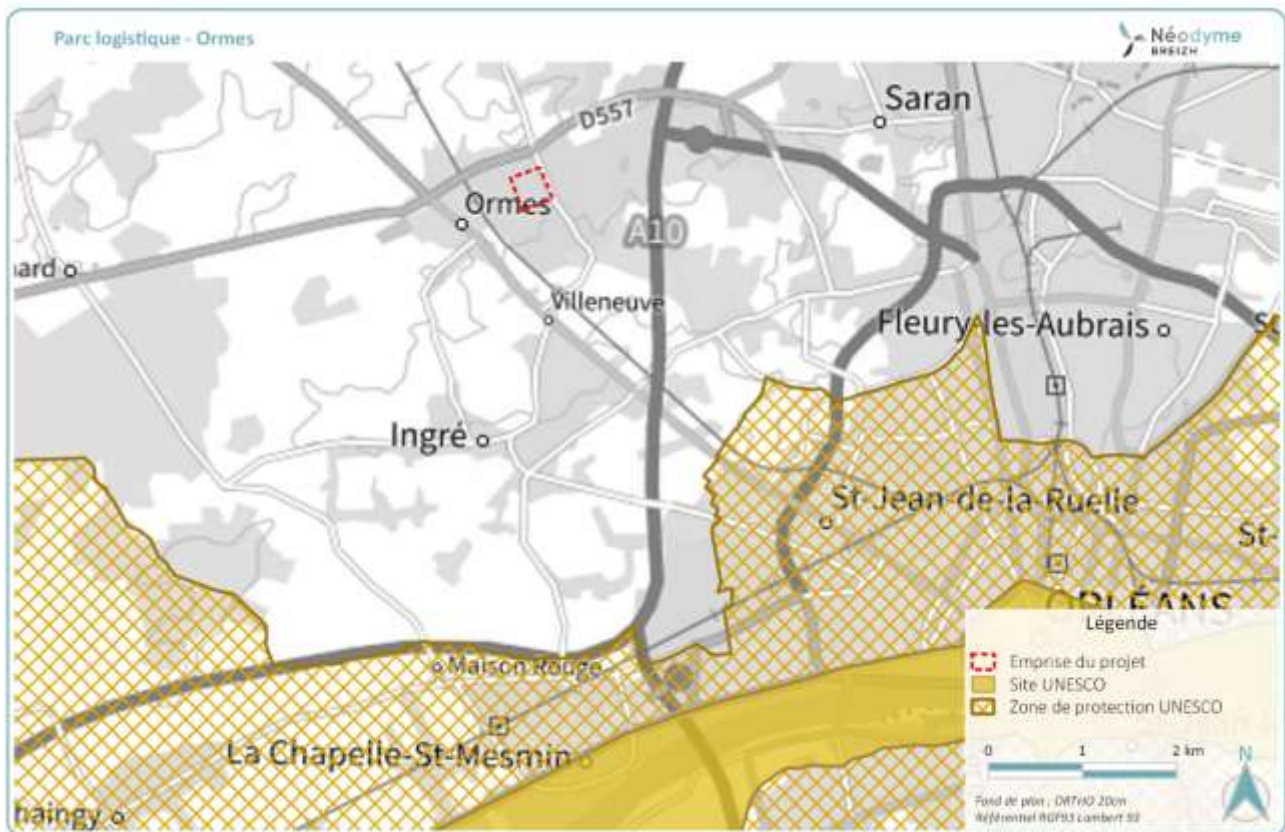 Parc logistique - Ormes
Néodyme
BREIZH
Saran
D557
Ormes
A10
Villeneuve
Fleury-les-Aubrais
Ingré
St-Jean-de-la-Ruelle
St-
ORLÉANS
Maison Rouge
La Chapelle-St-Mesmin
Légende
Emprise du projet
Site UNESCO
Zone de protection UNESCO
0 1 2 km
N
Fond de plan : ORTHO 20cm
Référentiel RGF93 Lambert 93